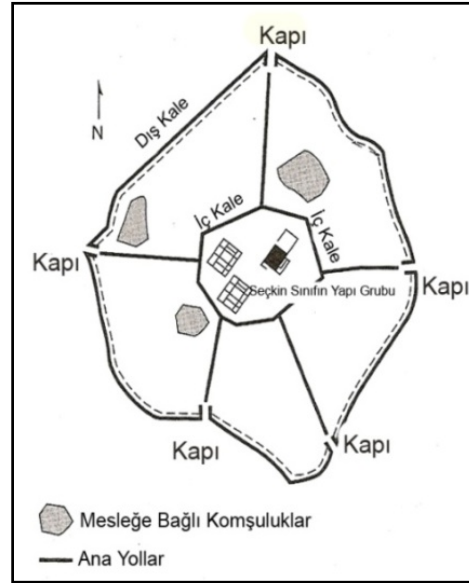 Kapı
N
Dış Kale
İç Kale
İç Kale
Seçkin Sınıfın Yapı Grubu
Kapı
Kapı
Kapı
Kapı
Mesleğe Bağlı Komşuluklar
Ana Yollar